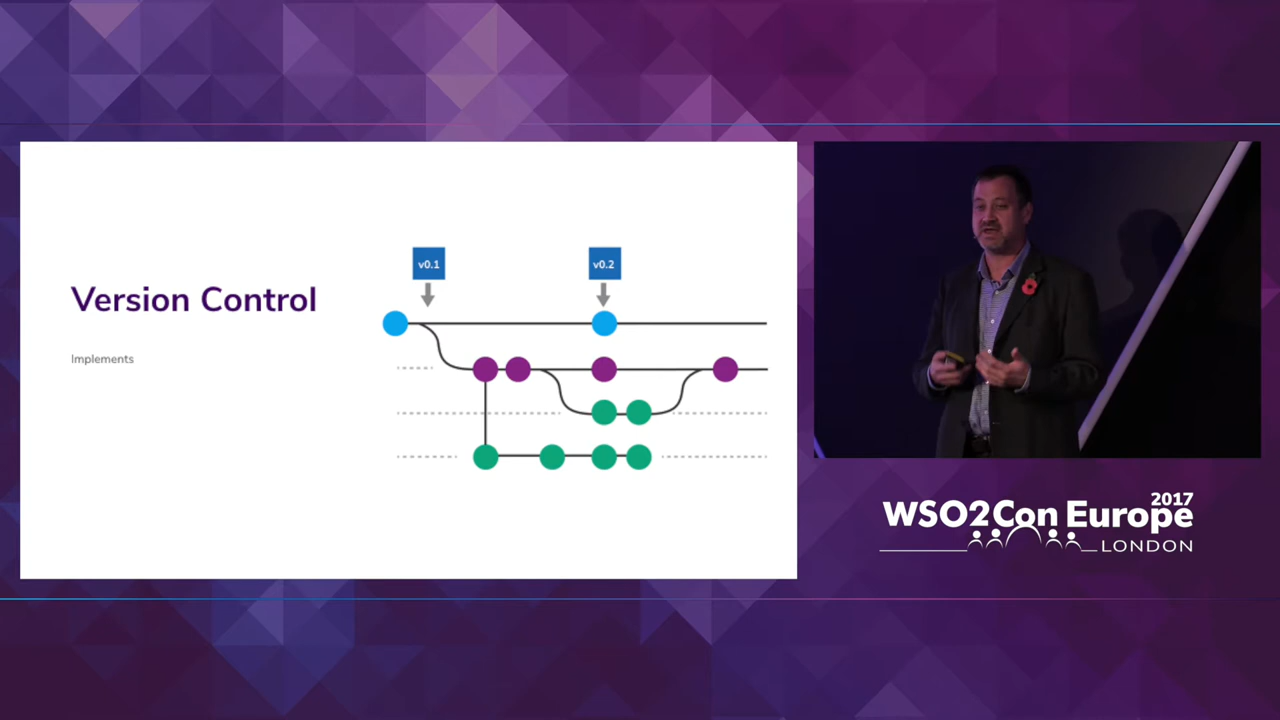 v0.1
v0.2
Version Control
Implements
2017
WSO2Con Europe
LONDON